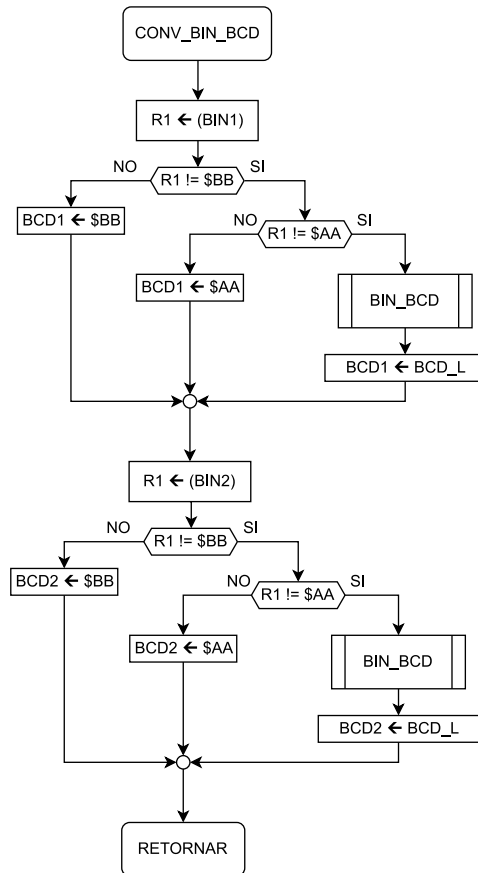 CONV_BIN_BCD
R1 ← (BIN1)
NO
SI
R1 != $BB
BCD1 ← $BB
NO
SI
R1 != $AA
BCD1 ← $AA
BIN_BCD
BCD1 ← BCD_L
R1 ← (BIN2)
NO
SI
R1 != $BB
BCD2 ← $BB
NO
SI
R1 != $AA
BCD2 ← $AA
BIN_BCD
BCD2 ← BCD_L
RETORNAR